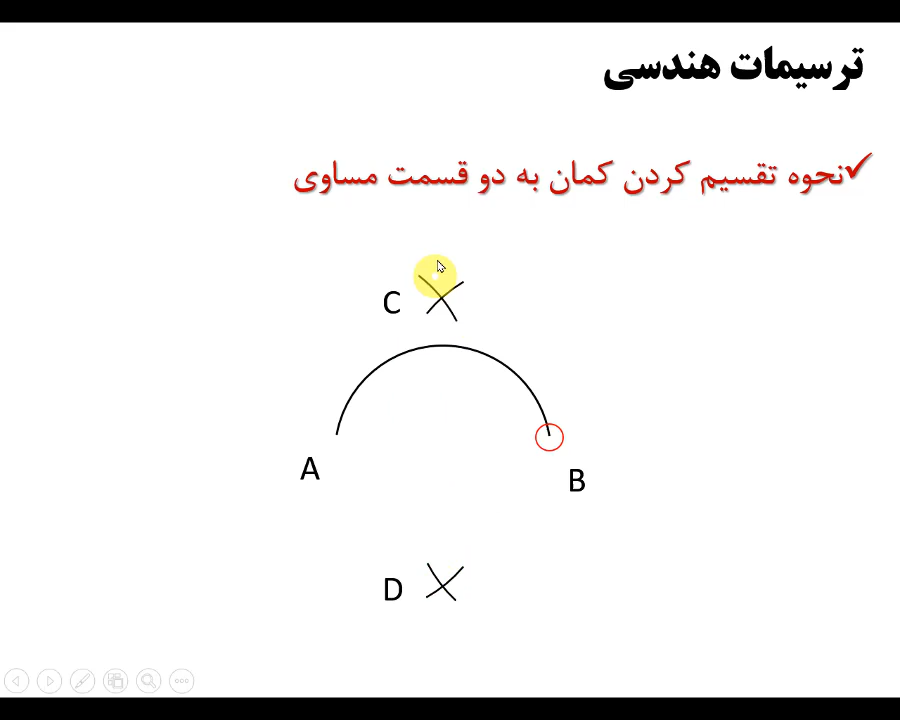 ترسیمات هندسی
نحوه تقسیم کردن کمان به دو قسمت مساوی
C
A
B
D